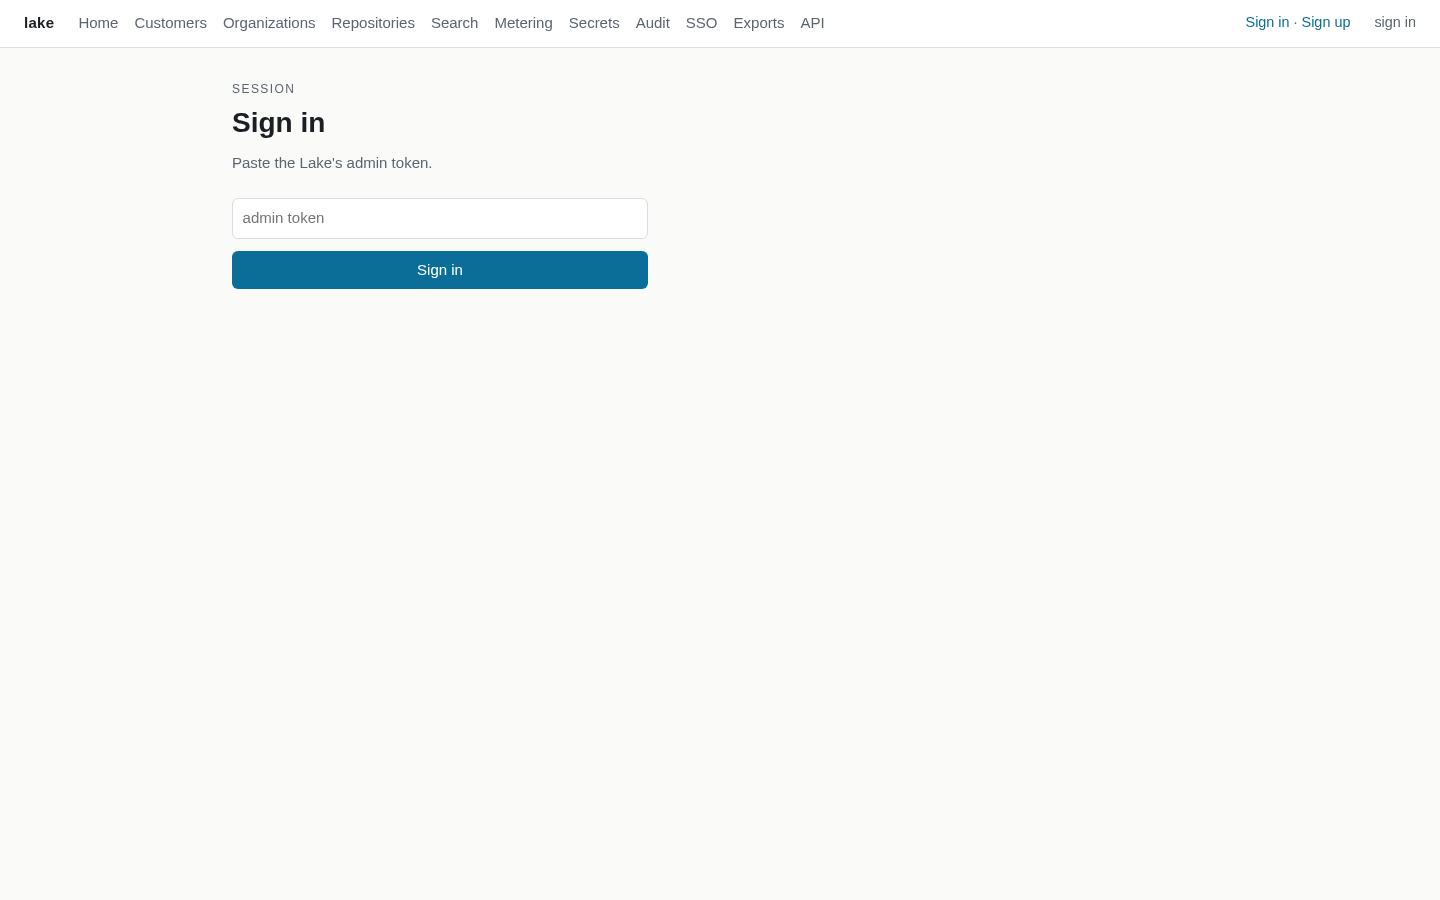 lake Home Customers Organizations Repositories Search Metering Secrets Audit SSO Exports API Sign in · Sign up sign in
SESSION
Sign in
Paste the Lake's admin token.
admin token
Sign in